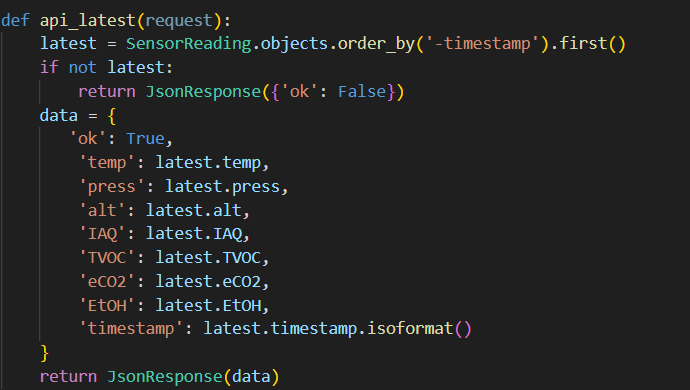 def api_latest(request):
    latest = SensorReading.objects.order_by('-timestamp').first()
    if not latest:
        return JsonResponse({'ok': False})
    data = {
       'ok': True,
        'temp': latest.temp,
        'press': latest.press,
        'alt': latest.alt,
        'IAQ': latest.IAQ,
        'TVOC': latest.TVOC,
        'eCO2': latest.eCO2,
        'EtOH': latest.EtOH,
        'timestamp': latest.timestamp.isoformat()
    }
    return JsonResponse(data)